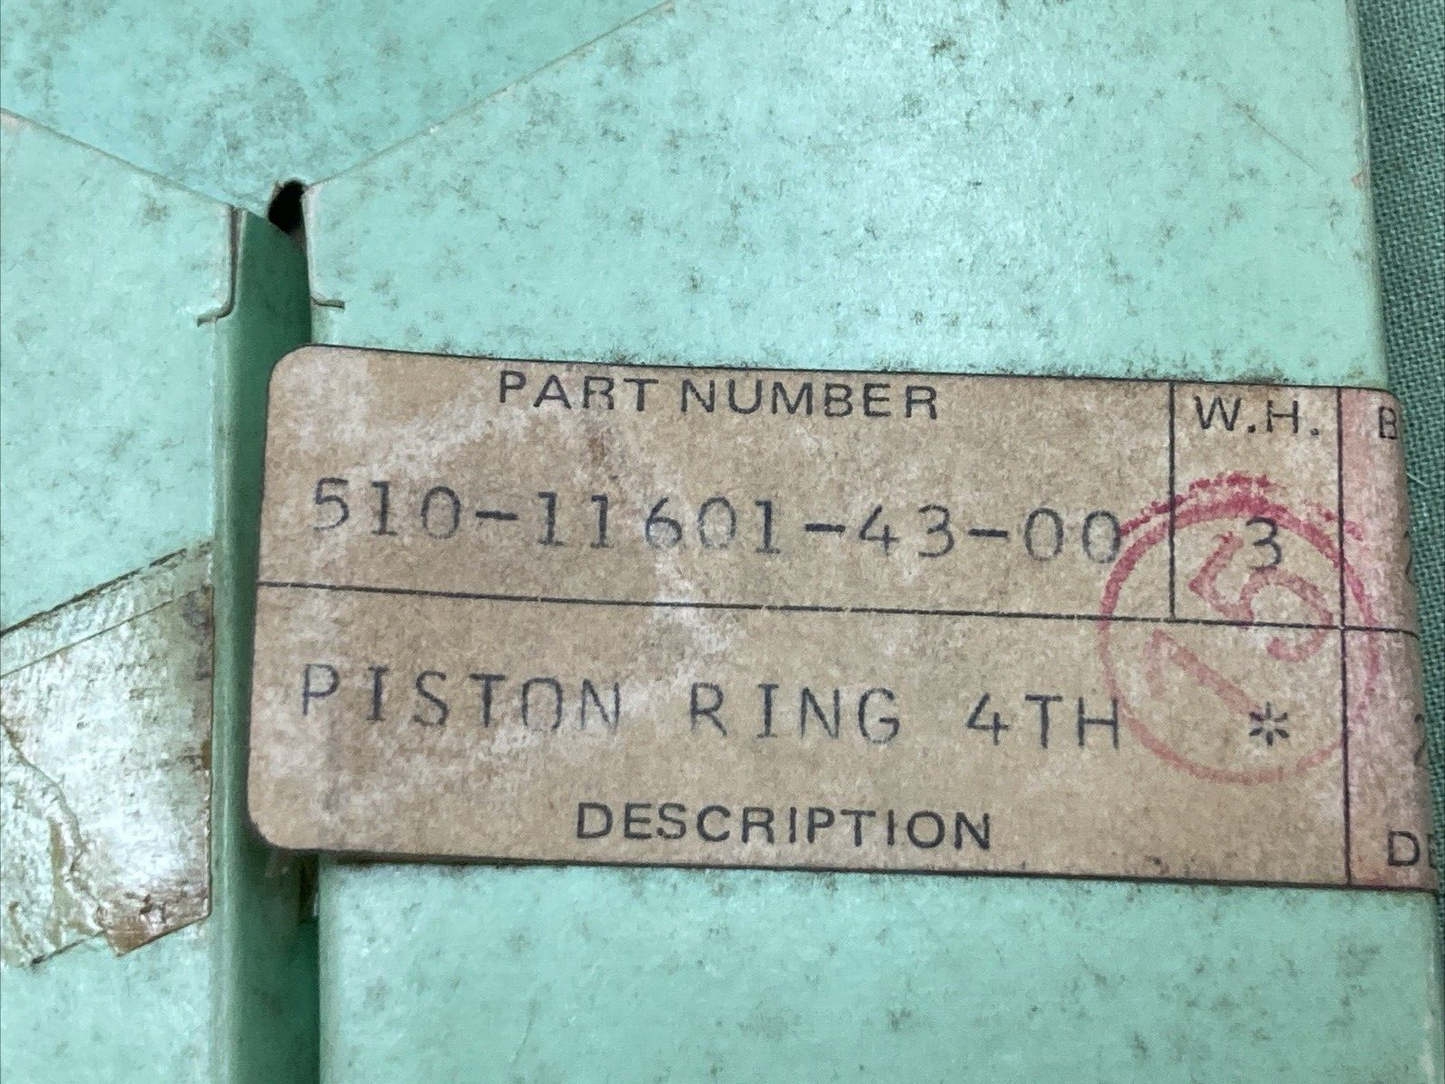 PART NUMBER W.H. B
510-11601-43-00 3
15
PISTON RING 4TH *
DESCRIPTION